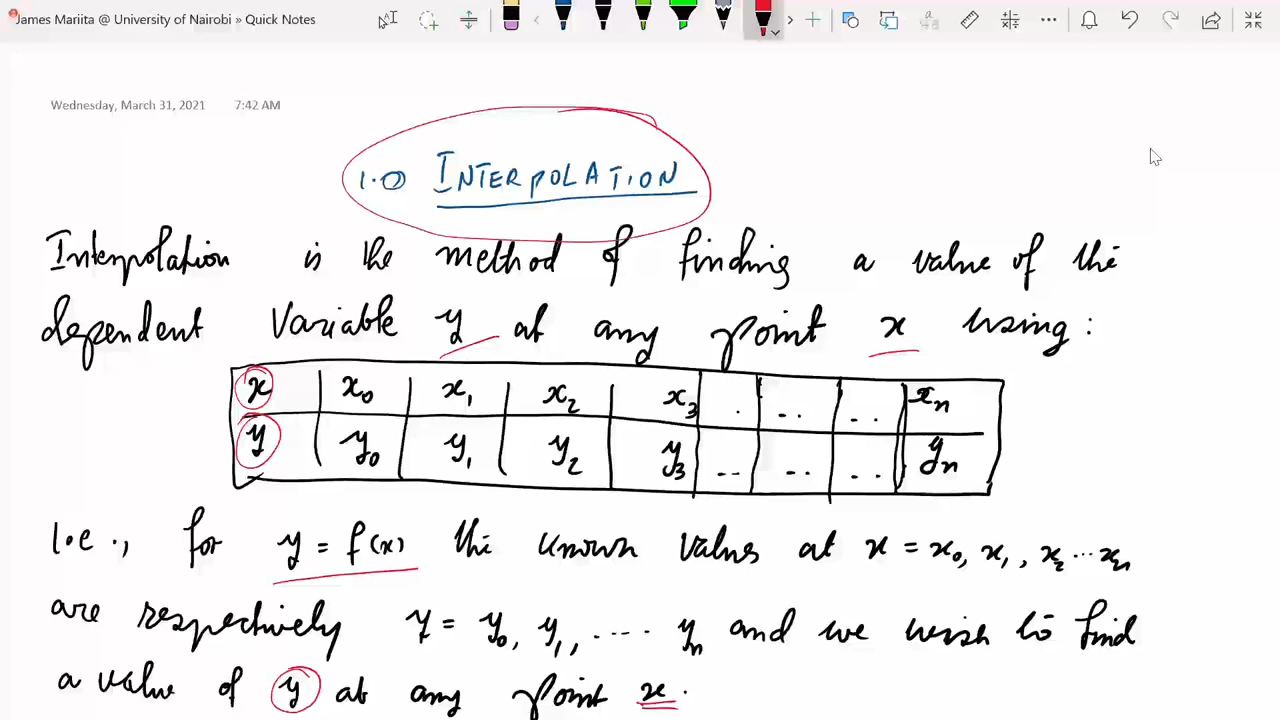 James Mariita @ University of Nairobi » Quick Notes
Wednesday, March 31, 2021 7:42 AM
1.0 INTERPOLATION
Interpolation is the method of finding a value of the
dependent variable y at any point x using:
x x₀ x₁ x₂ x₃ . .. .. xₙ
y y₀ y₁ y₂ y₃ .. .. .. yₙ
i.e., for y = f(x) the known values at x = x₀, x₁, x₂ ... xₙ
are respectively y = y₀, y₁, .... yₙ and we wish to find
a value of y at any point x.